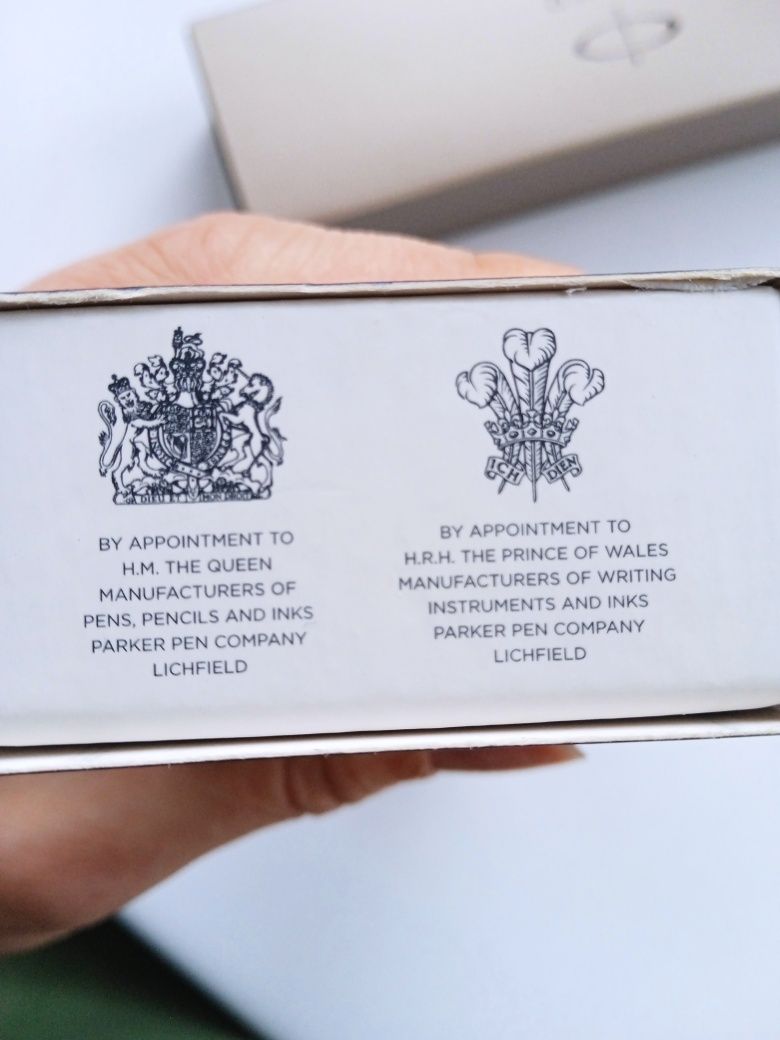 ICH DIEN
BY APPOINTMENT TO
H.M. THE QUEEN
MANUFACTURERS OF
PENS, PENCILS AND INKS
PARKER PEN COMPANY
LICHFIELD
BY APPOINTMENT TO
H.R.H. THE PRINCE OF WALES
MANUFACTURERS OF WRITING
INSTRUMENTS AND INKS
PARKER PEN COMPANY
LICHFIELD